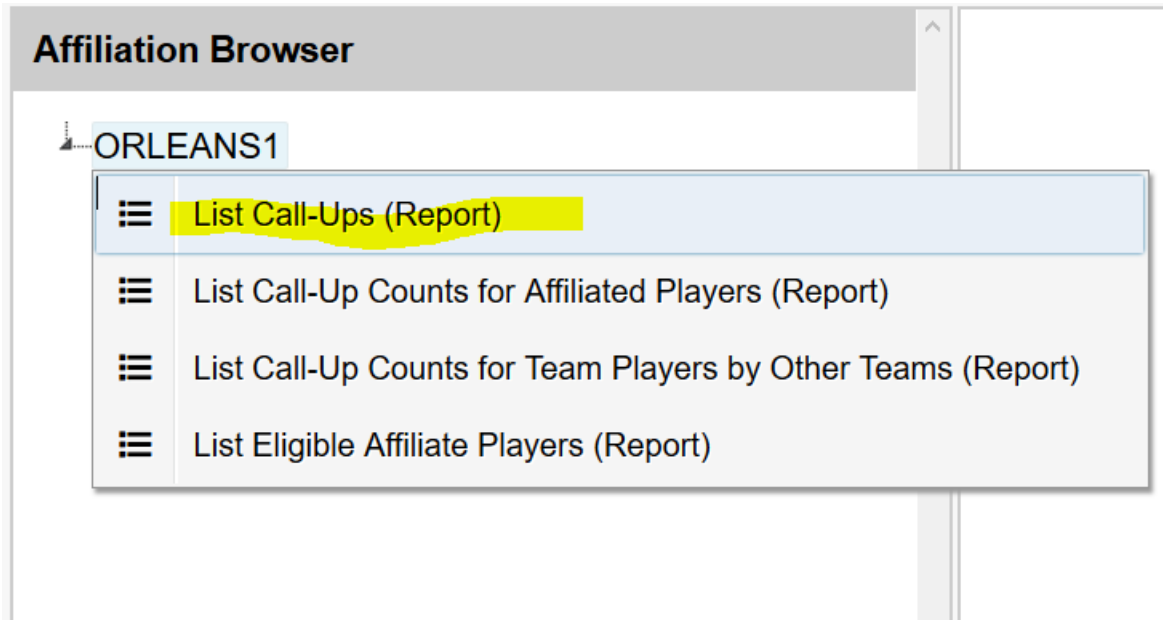 Affiliation Browser
ORLEANS1
List Call-Ups (Report)
List Call-Up Counts for Affiliated Players (Report)
List Call-Up Counts for Team Players by Other Teams (Report)
List Eligible Affiliate Players (Report)